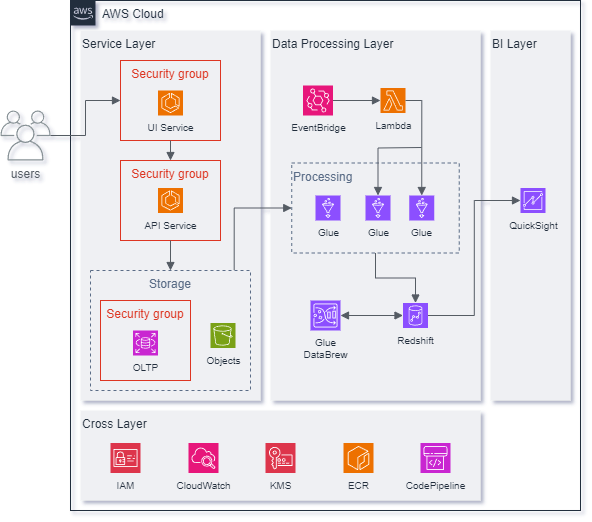 aws
AWS Cloud
Service Layer
Security group
UI Service
Security group
API Service
Storage
Security group
OLTP
Objects
users
Data Processing Layer
EventBridge
Lambda
Processing
Glue
Glue
Glue
Glue
DataBrew
Redshift
BI Layer
QuickSight
Cross Layer
IAM
CloudWatch
KMS
ECR
CodePipeline